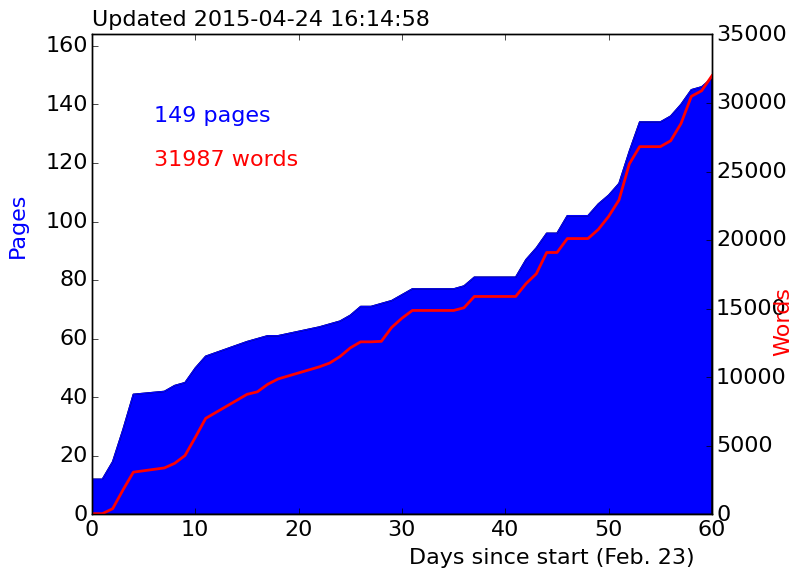 Updated 2015-04-24 16:14:58
160
140
120
100
80
60
40
20
0
Pages
149 pages
31987 words
35000
30000
25000
20000
15000
10000
5000
0
Words
0 10 20 30 40 50 60
Days since start (Feb. 23)